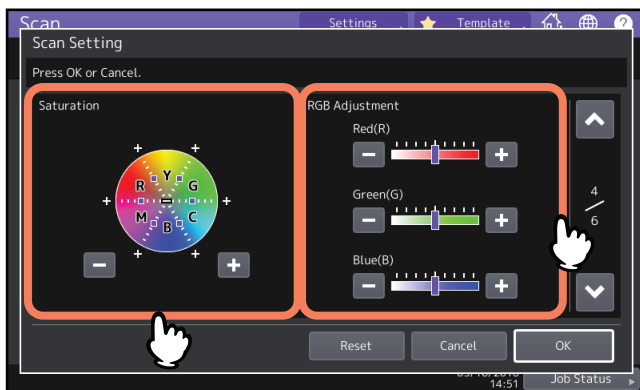 Scan Settings Template ?
Scan Setting
Press OK or Cancel.
Saturation
RGB Adjustment
+ +
R Y G
+ +
M B C
+ +
- +
Red(R)
- +
Green(G)
- +
Blue(B)
- +
4
6
Reset Cancel OK
14:51 Job Status